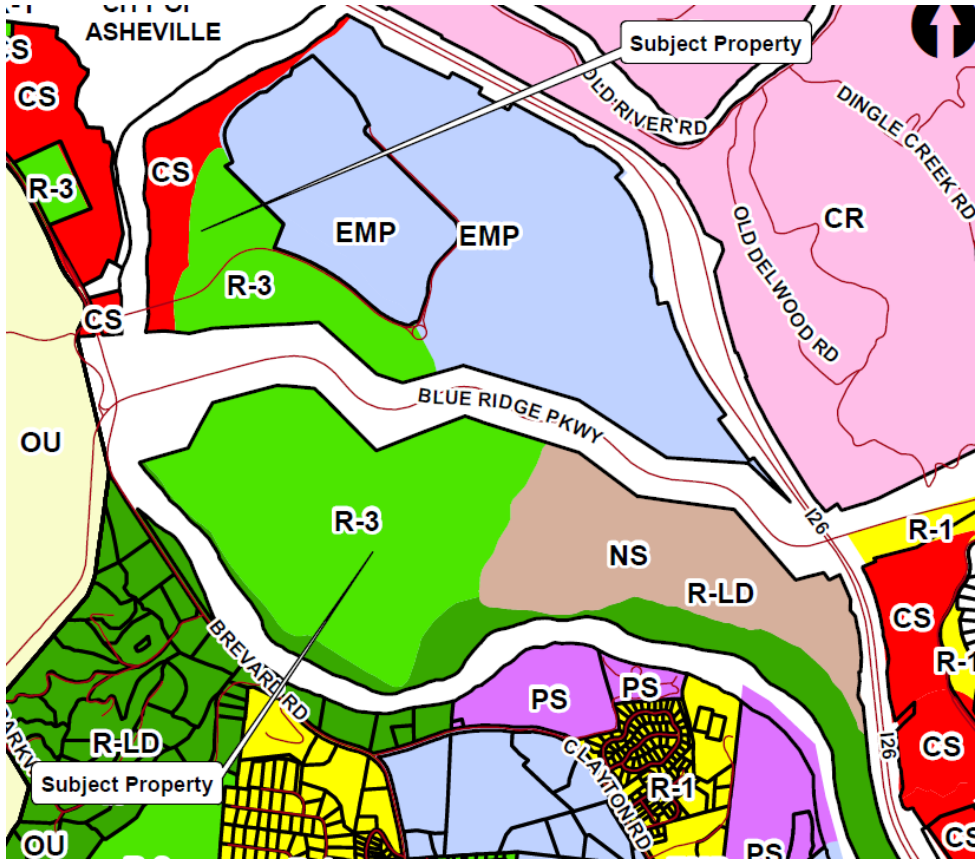 CITY OF
ASHEVILLE
R-1
CS
CS
R-3
CS
CS
Subject Property
OLD RIVER RD
DINGLE CREEK RD
OLD DELWOOD RD
CR
EMP
EMP
R-3
BLUE RIDGE PKWY
OU
R-3
NS
R-LD
I26
R-1
CS
R-1
CS
CS
I26
BREVARD RD
PS
PS
R-LD
CLAYTON RD
R-1
Subject Property
OU
PS